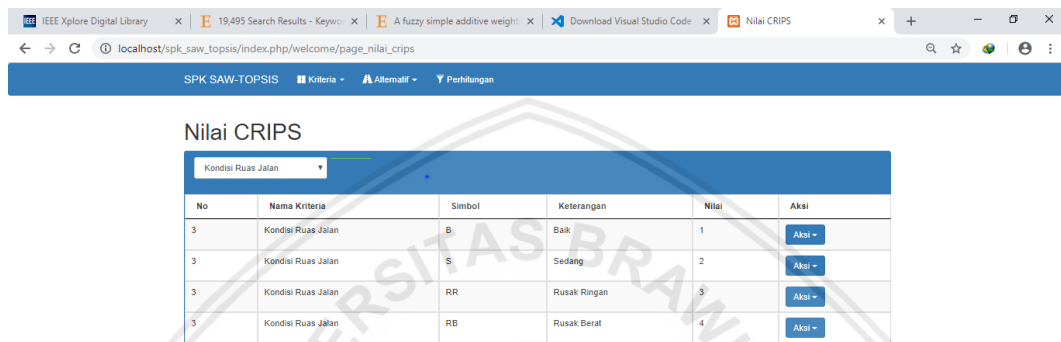 IEEE IEEE Xplore Digital Library × E 19,495 Search Results - Keywo × E A fuzzy simple additive weight × Download Visual Studio Code × Nilai CRIPS × +
localhost/spk_saw_topsis/index.php/welcome/page_nilai_crips
SPK SAW-TOPSIS Kriteria Alternatif Perhitungan
Nilai CRIPS
Kondisi Ruas Jalan
No Nama Kriteria Simbol Keterangan Nilai Aksi
3 Kondisi Ruas Jalan B Baik 1 Aksi
3 Kondisi Ruas Jalan S Sedang 2 Aksi
3 Kondisi Ruas Jalan RR Rusak Ringan 3 Aksi
3 Kondisi Ruas Jalan RB Rusak Berat 4 Aksi
ERSITAS BRAW